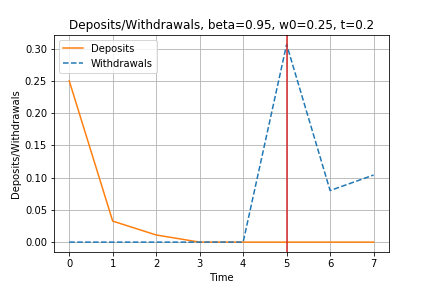 Deposits/Withdrawals, beta=0.95, w0=0.25, t=0.2
Deposits
Withdrawals
Deposits/Withdrawals
0.30
0.25
0.20
0.15
0.10
0.05
0.00
0 1 2 3 4 5 6 7
Time